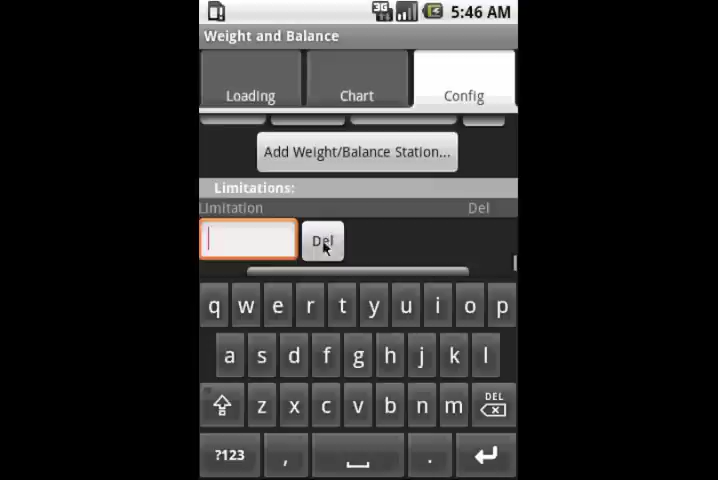 3G 5:46 AM
Weight and Balance
Loading Chart Config
Add Weight/Balance Station...
Limitations:
Limitation Del
Del
q w e r t y u i o p
a s d f g h j k l
z x c v b n m DEL
?123 , .